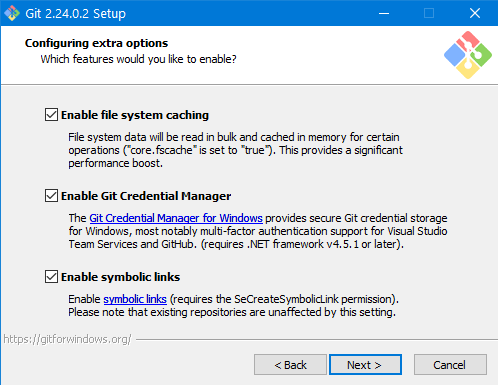 Git 2.24.0.2 Setup
Configuring extra options
Which features would you like to enable?
Enable file system caching
File system data will be read in bulk and cached in memory for certain
operations ("core.fscache" is set to "true"). This provides a significant
performance boost.
Enable Git Credential Manager
The Git Credential Manager for Windows provides secure Git credential storage
for Windows, most notably multi-factor authentication support for Visual Studio
Team Services and GitHub. (requires .NET framework v4.5.1 or later).
Enable symbolic links
Enable symbolic links (requires the SeCreateSymbolicLink permission).
Please note that existing repositories are unaffected by this setting.
https://gitforwindows.org/
< Back
Next >
Cancel